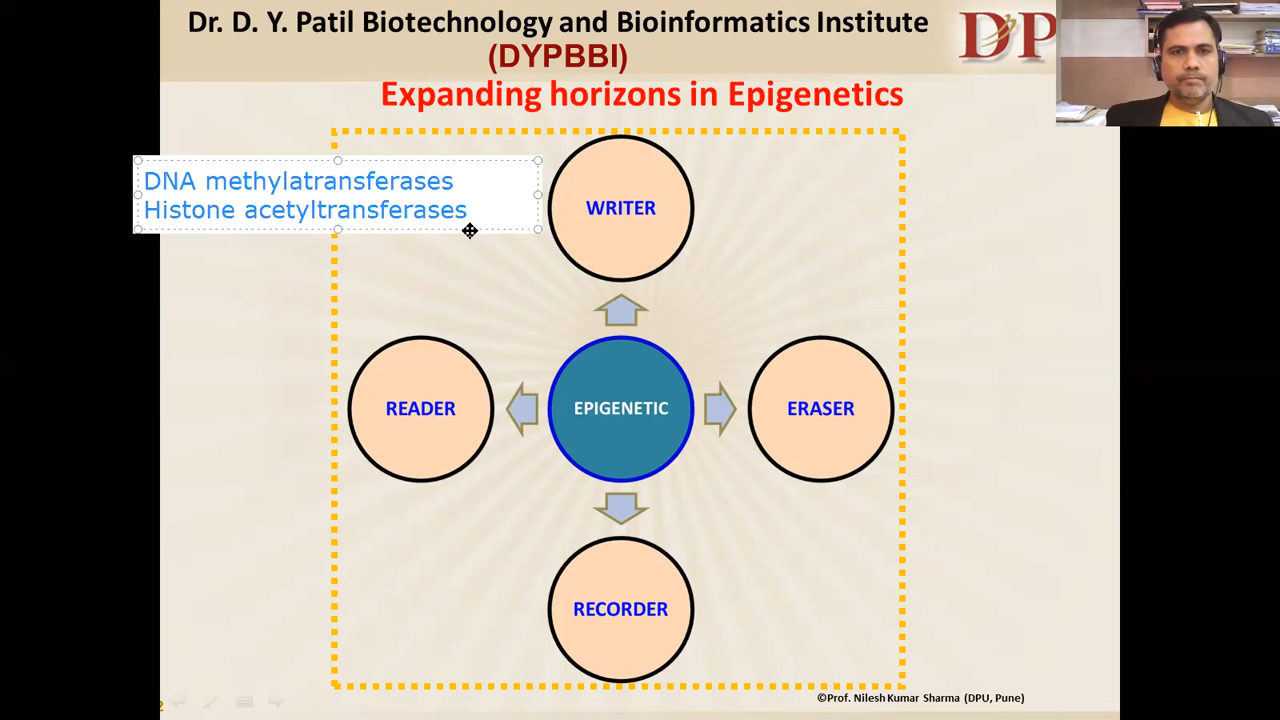 Dr. D. Y. Patil Biotechnology and Bioinformatics Institute
(DYPBBI)
DP
Expanding horizons in Epigenetics
DNA methylatransferases
Histone acetyltransferases
WRITER
READER
EPIGENETIC
ERASER
RECORDER
©Prof. Nilesh Kumar Sharma (DPU, Pune)
2